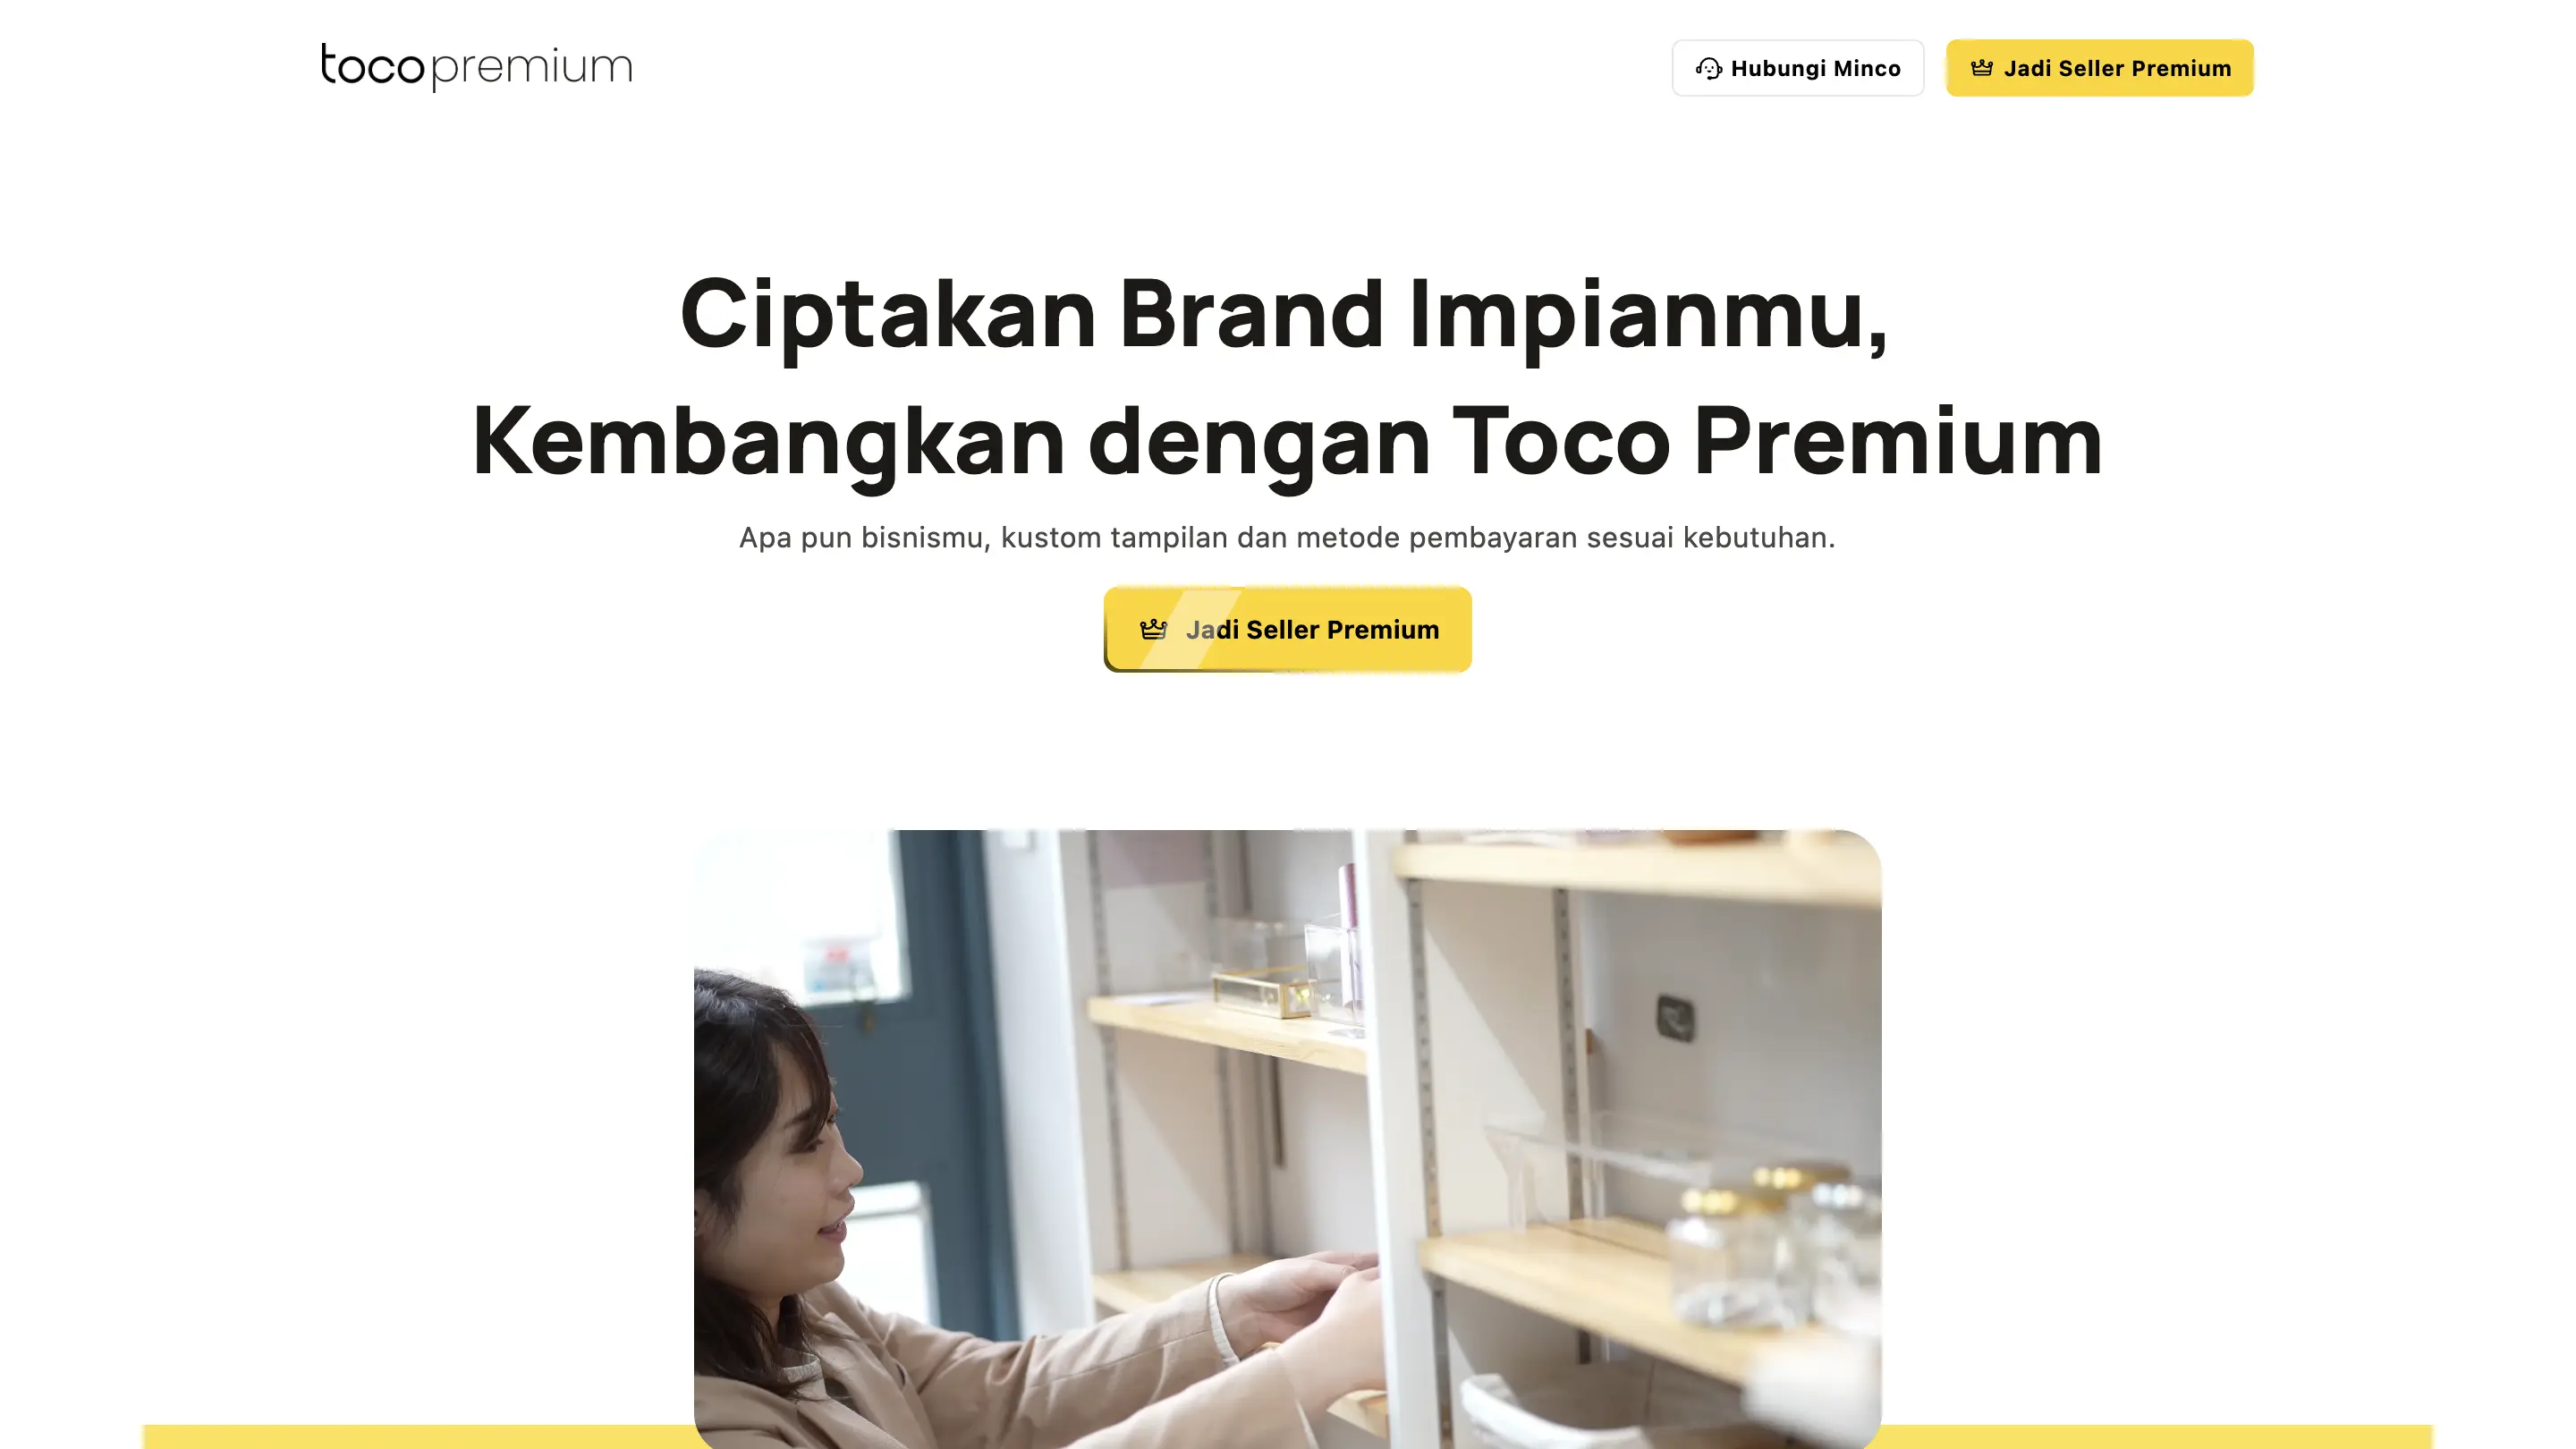 tocopremium
Hubungi Minco
Jadi Seller Premium
Ciptakan Brand Impianmu,
Kembangkan dengan Toco Premium
Apa pun bisnismu, kustom tampilan dan metode pembayaran sesuai kebutuhan.
Jadi Seller Premium